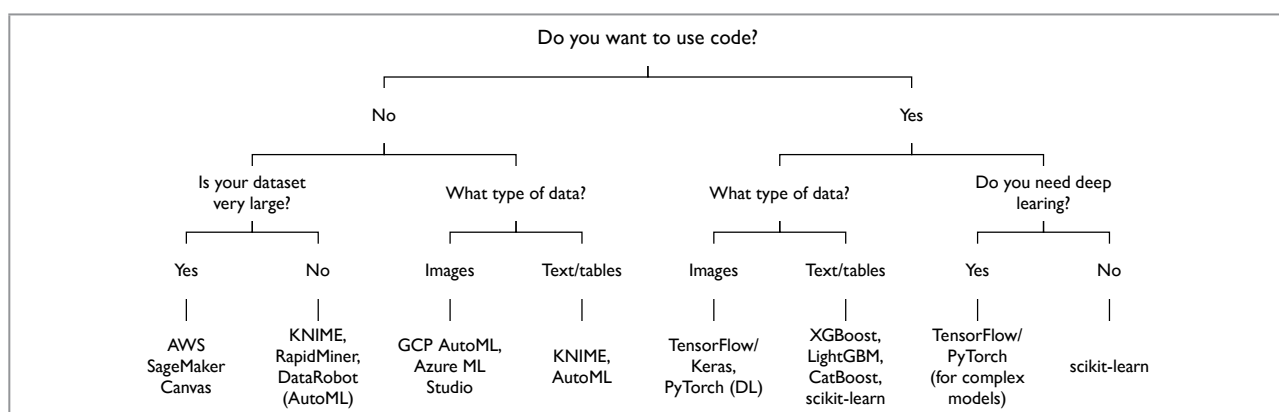 Do you want to use code?
No
Yes
Is your dataset
very large?
What type of data?
What type of data?
Do you need deep
learing?
Yes
No
Images
Text/tables
Images
Text/tables
Yes
No
AWS
SageMaker
Canvas
KNIME,
RapidMiner,
DataRobot
(AutoML)
GCP AutoML,
Azure ML
Studio
KNIME,
AutoML
TensorFlow/
Keras,
PyTorch (DL)
XGBoost,
LightGBM,
CatBoost,
scikit-learn
TensorFlow/
PyTorch
(for complex
models)
scikit-learn